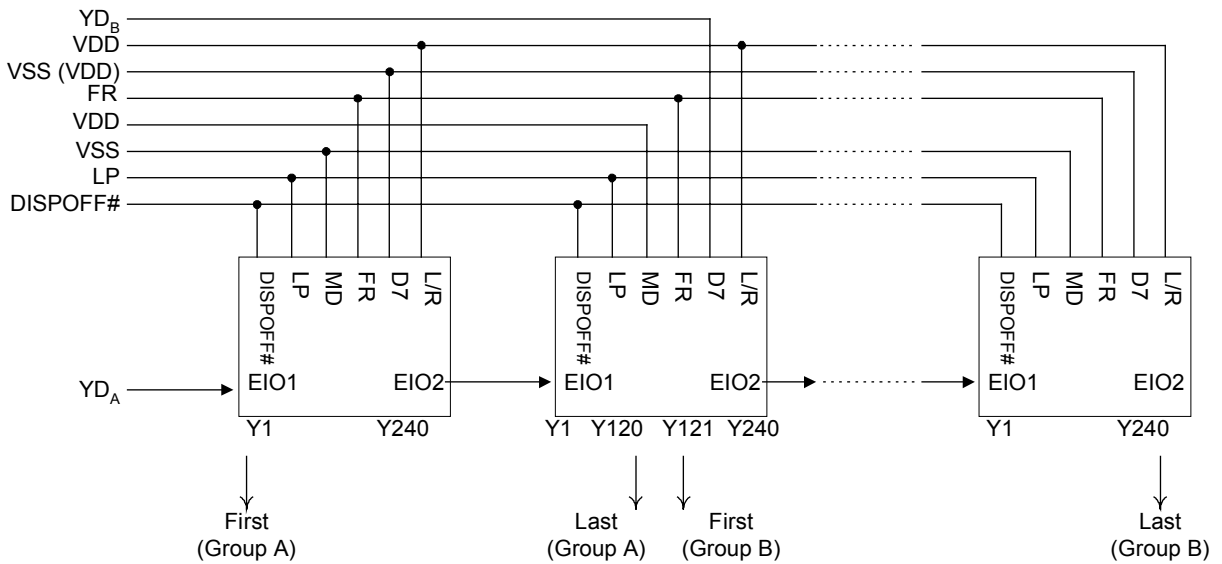 YDB
VDD
VSS (VDD)
FR
VDD
VSS
LP
DISPOFF#
DISPOFF# LP MD FR D7 L/R
DISPOFF# LP MD FR D7 L/R
DISPOFF# LP MD FR D7 L/R
YDA EIO1 EIO2 EIO1 EIO2 EIO1 EIO2
Y1 Y240 Y1 Y120 Y121 Y240 Y1 Y240
First
(Group A)
Last
(Group A)
First
(Group B)
Last
(Group B)